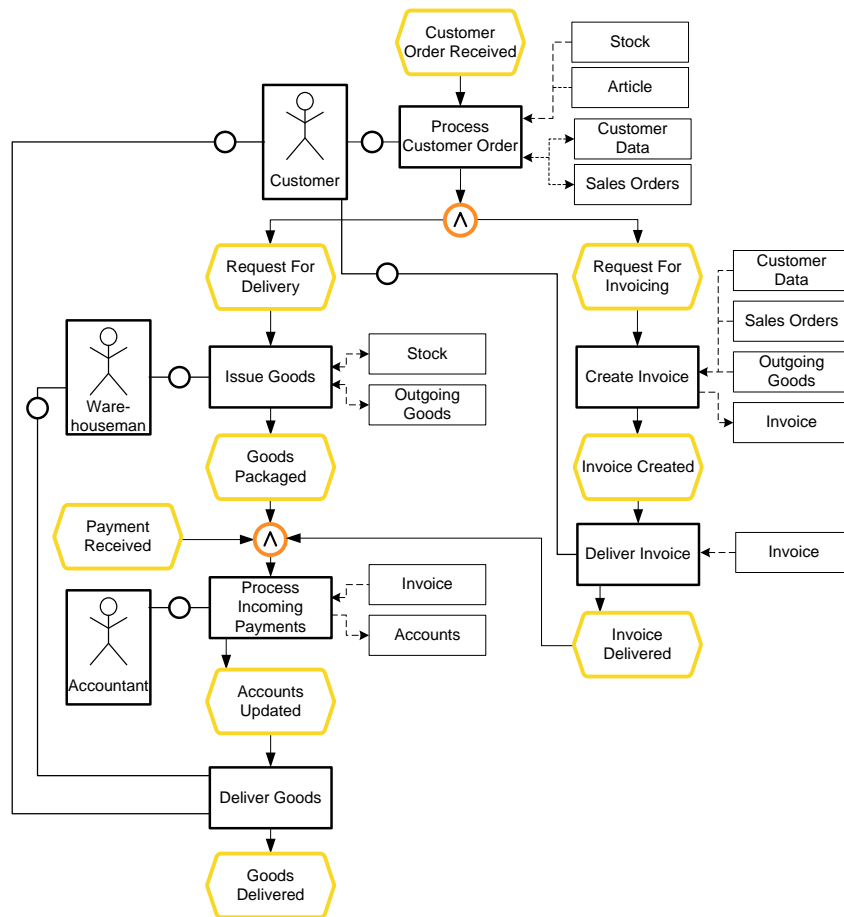 Customer
Order Received
Stock
Article
Process
Customer Order
Customer
Data
Sales Orders
Customer
Λ
Request For
Delivery
Request For
Invoicing
Customer
Data
Sales Orders
Outgoing
Goods
Invoice
Ware-
houseman
Issue Goods
Stock
Outgoing
Goods
Create Invoice
Goods
Packaged
Invoice Created
Payment
Received
Λ
Deliver Invoice
Invoice
Accountant
Process
Incoming
Payments
Invoice
Accounts
Invoice
Delivered
Accounts
Updated
Deliver Goods
Goods
Delivered